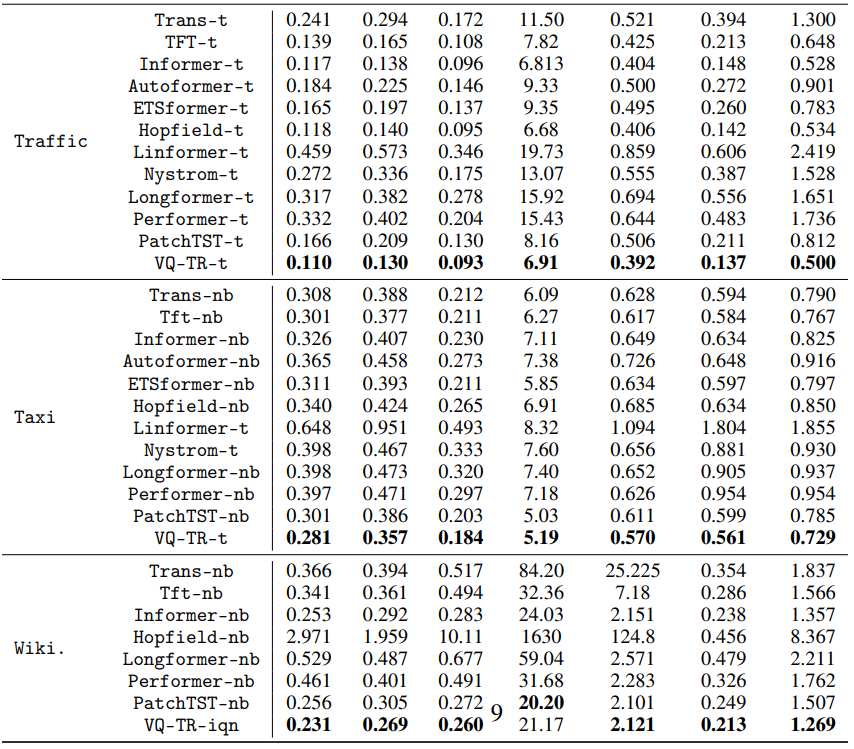 Trans-t 0.241 0.294 0.172 11.50 0.521 0.394 1.300
TFT-t 0.139 0.165 0.108 7.82 0.425 0.213 0.648
Informer-t 0.117 0.138 0.096 6.813 0.404 0.148 0.528
Autoformer-t 0.184 0.225 0.146 9.33 0.500 0.272 0.901
ETSformer-t 0.165 0.197 0.137 9.35 0.495 0.260 0.783
Traffic Hopfield-t 0.118 0.140 0.095 6.68 0.406 0.142 0.534
Linformer-t 0.459 0.573 0.346 19.73 0.859 0.606 2.419
Nystrom-t 0.272 0.336 0.175 13.07 0.555 0.387 1.528
Longformer-t 0.317 0.382 0.278 15.92 0.694 0.556 1.651
Performer-t 0.332 0.402 0.204 15.43 0.644 0.483 1.736
PatchTST-t 0.166 0.209 0.130 8.16 0.506 0.211 0.812
VQ-TR-t 0.110 0.130 0.093 6.91 0.392 0.137 0.500
Trans-nb 0.308 0.388 0.212 6.09 0.628 0.594 0.790
Tft-nb 0.301 0.377 0.211 6.27 0.617 0.584 0.767
Informer-nb 0.326 0.407 0.230 7.11 0.649 0.634 0.825
Autoformer-nb 0.365 0.458 0.273 7.38 0.726 0.648 0.916
ETSformer-nb 0.311 0.393 0.211 5.85 0.634 0.597 0.797
Taxi Hopfield-nb 0.340 0.424 0.265 6.91 0.685 0.634 0.850
Linformer-t 0.648 0.951 0.493 8.32 1.094 1.804 1.855
Nystrom-t 0.398 0.467 0.333 7.60 0.656 0.881 0.930
Longformer-nb 0.398 0.473 0.320 7.40 0.652 0.905 0.937
Performer-nb 0.397 0.471 0.297 7.18 0.626 0.954 0.954
PatchTST-nb 0.301 0.386 0.203 5.03 0.611 0.599 0.785
VQ-TR-t 0.281 0.357 0.184 5.19 0.570 0.561 0.729
Trans-nb 0.366 0.394 0.517 84.20 25.225 0.354 1.837
Tft-nb 0.341 0.361 0.494 32.36 7.18 0.286 1.566
Informer-nb 0.253 0.292 0.283 24.03 2.151 0.238 1.357
Wiki. Hopfield-nb 2.971 1.959 10.11 1630 124.8 0.456 8.367
Longformer-nb 0.529 0.487 0.677 59.04 2.571 0.479 2.211
Performer-nb 0.461 0.401 0.491 31.68 2.283 0.326 1.762
PatchTST-nb 0.256 0.305 0.272 20.20 2.101 0.249 1.507
9
VQ-TR-iqn 0.231 0.269 0.260 21.17 2.121 0.213 1.269